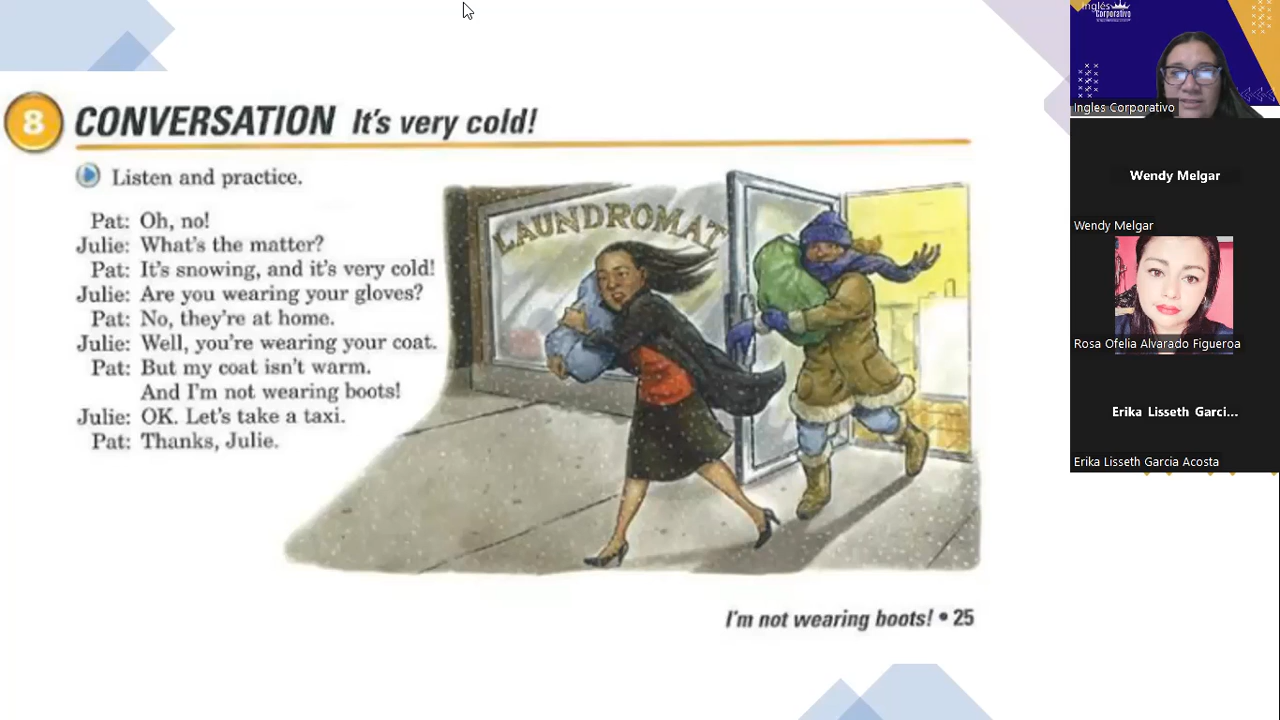 8 CONVERSATION It's very cold!
Listen and practice.
Pat: Oh, no!
Julie: What's the matter?
Pat: It's snowing, and it's very cold!
Julie: Are you wearing your gloves?
Pat: No, they're at home.
Julie: Well, you're wearing your coat.
Pat: But my coat isn't warm.
And I'm not wearing boots!
Julie: OK. Let's take a taxi.
Pat: Thanks, Julie.
LAUNDROMAT
I'm not wearing boots! • 25
Inglés
Corporativo
Ingles Corporativo
Wendy Melgar
Wendy Melgar
Rosa Ofelia Alvarado Figueroa
Erika Lisseth Garci...
Erika Lisseth Garcia Acosta